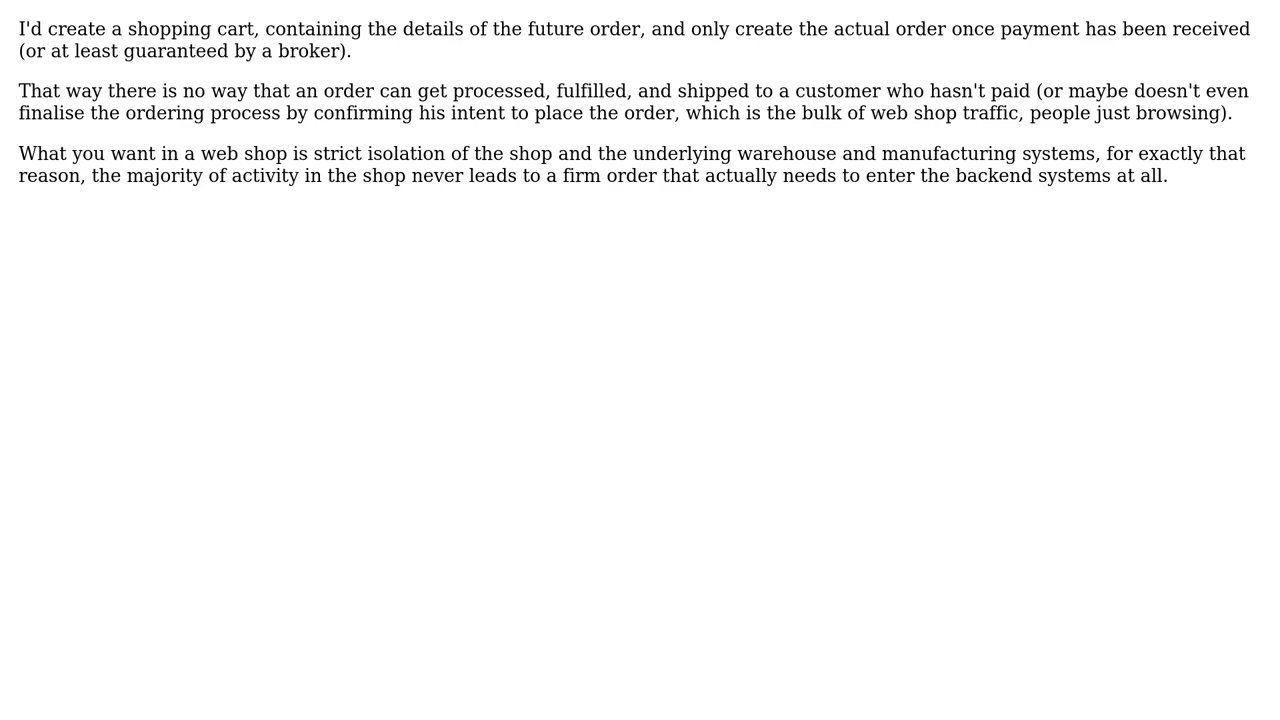 I'd create a shopping cart, containing the details of the future order, and only create the actual order once payment has been received
(or at least guaranteed by a broker).
That way there is no way that an order can get processed, fulfilled, and shipped to a customer who hasn't paid (or maybe doesn't even
finalise the ordering process by confirming his intent to place the order, which is the bulk of web shop traffic, people just browsing).
What you want in a web shop is strict isolation of the shop and the underlying warehouse and manufacturing systems, for exactly that
reason, the majority of activity in the shop never leads to a firm order that actually needs to enter the backend systems at all.